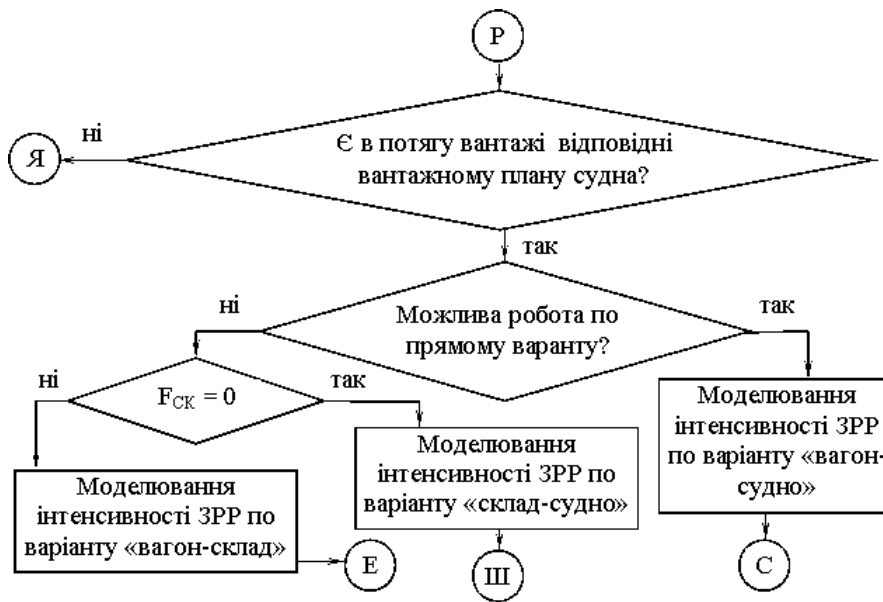 Р
ні
Я
Є в потягу вантажі відповідні
вантажному плану судна?
так
ні
Можлива робота по
прямому варанту?
так
ні
FСК = 0
так
Моделювання
інтенсивності ЗРР по
варіанту «вагон-склад»
Моделювання
інтенсивності ЗРР по
варіанту «склад-судно»
Моделювання
інтенсивності ЗРР
по варіанту «вагон-
судно»
Е
Ш
С